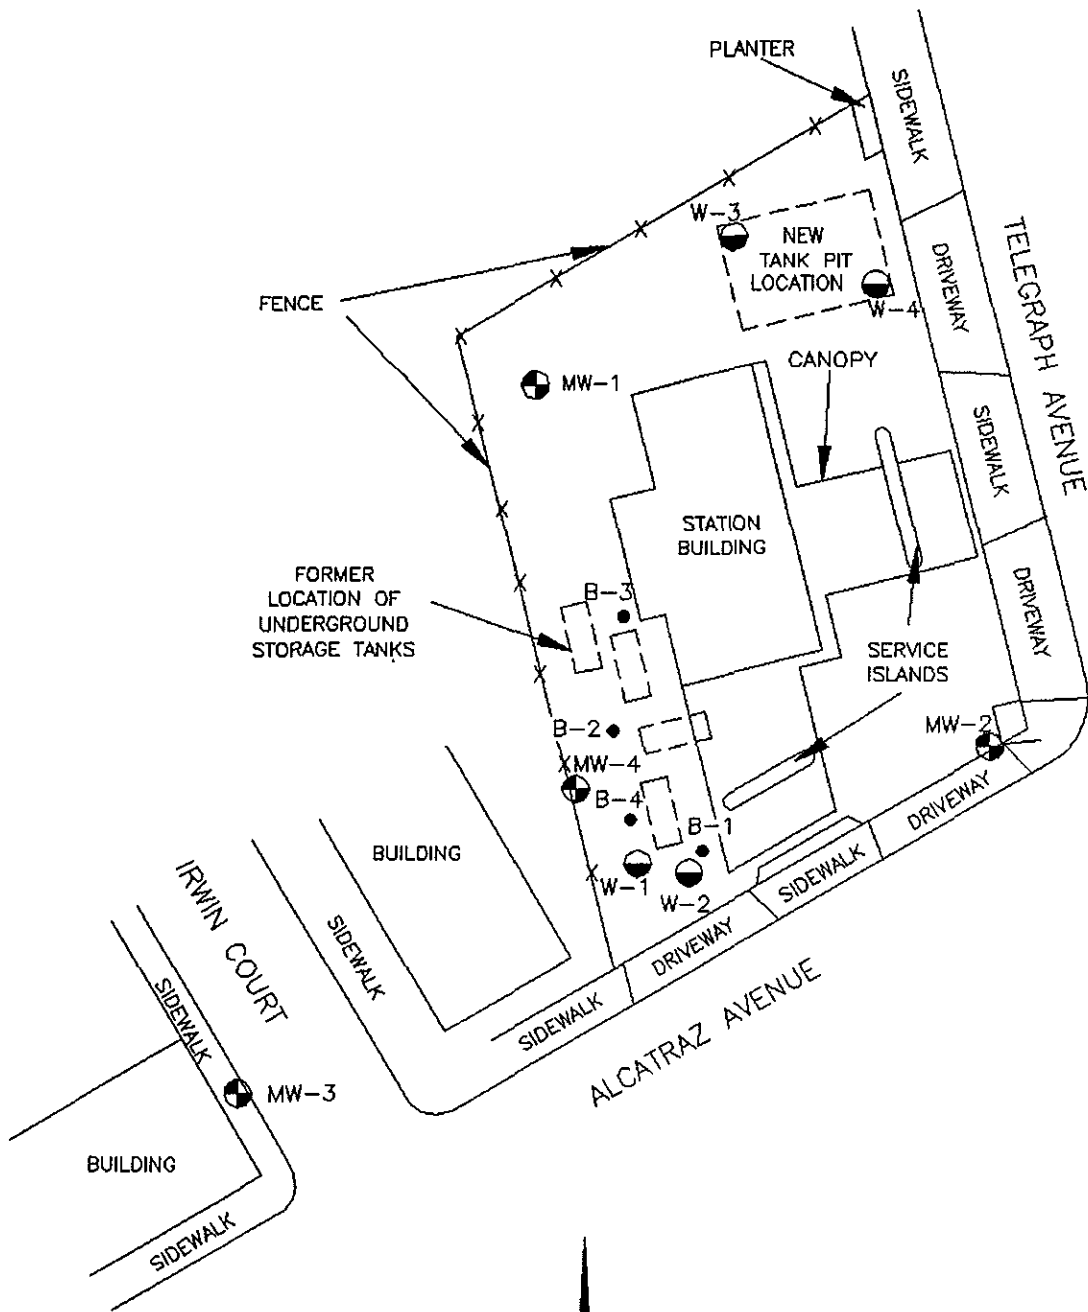 PLANTER
SIDEWALK
W-3
NEW
TANK PIT
LOCATION
W-4
DRIVEWAY
TELEGRAPH AVENUE
FENCE
CANOPY
MW-1
SIDEWALK
STATION
BUILDING
FORMER
LOCATION OF
UNDERGROUND
STORAGE TANKS
B-3
DRIVEWAY
SERVICE
ISLANDS
B-2
MW-2
MW-4
B-4
B-1
DRIVEWAY
BUILDING
W-1
W-2
SIDEWALK
IRWIN COURT
SIDEWALK
DRIVEWAY
SIDEWALK
ALCATRAZ AVENUE
SIDEWALK
MW-3
BUILDING
SIDEWALK